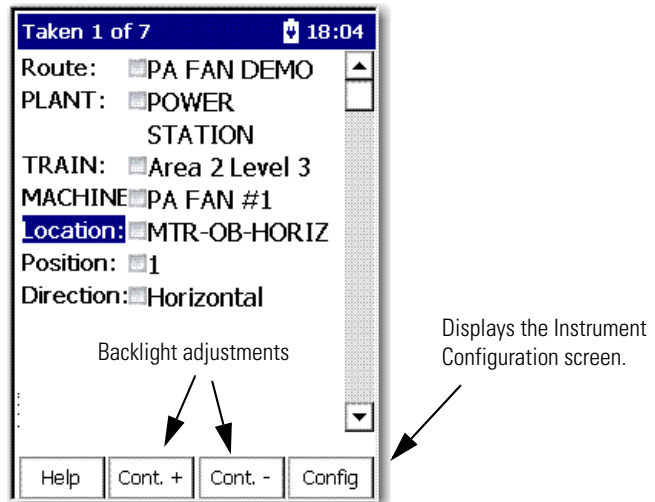 Taken 1 of 7 18:04
Route: PA FAN DEMO
PLANT: POWER
STATION
TRAIN: Area 2 Level 3
MACHINE PA FAN #1
Location: MTR-OB-HORIZ
Position: 1
Direction: Horizontal
Backlight adjustments
Displays the Instrument
Configuration screen.
Help Cont. + Cont. - Config